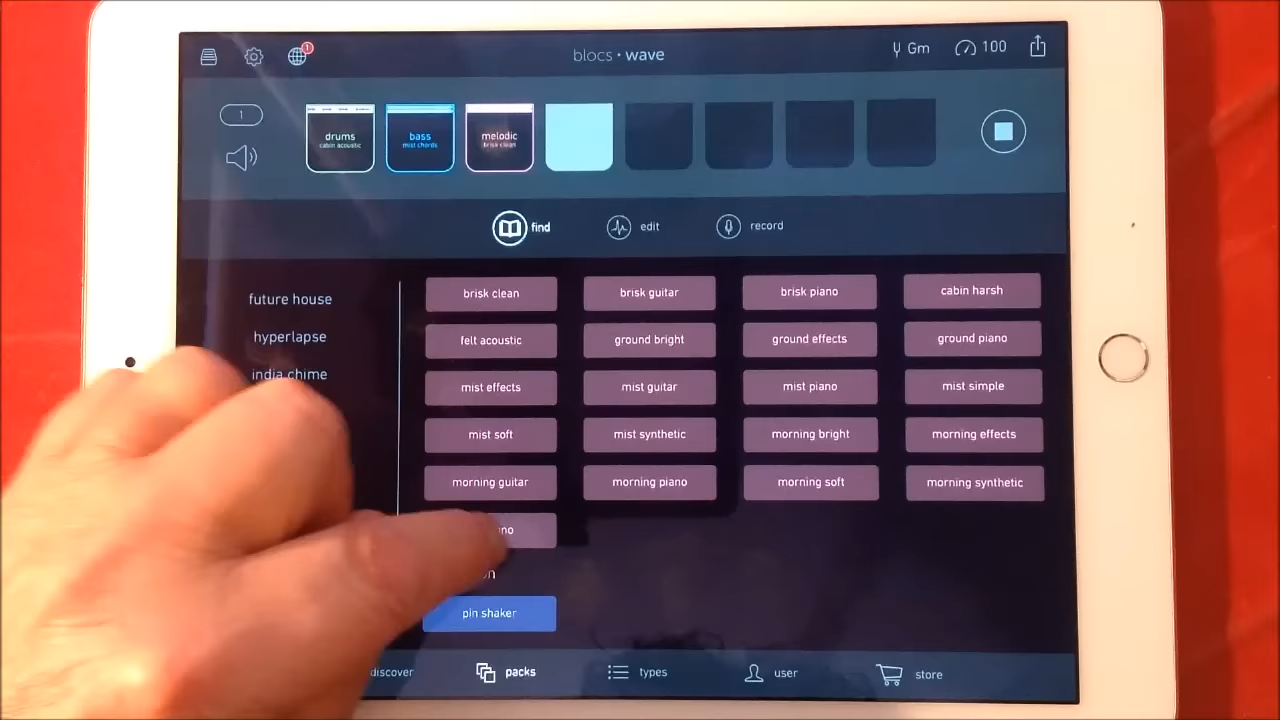 1
blocs · wave
Gm
100
1
drums
cabin acoustic
bass
mist chords
melodic
brisk clean
find
edit
record
future house
hyperlapse
india chime
brisk clean
brisk guitar
brisk piano
cabin harsh
felt acoustic
ground bright
ground effects
ground piano
mist effects
mist guitar
mist piano
mist simple
mist soft
mist synthetic
morning bright
morning effects
morning guitar
morning piano
morning soft
morning synthetic
pin shaker
discover
packs
types
user
store